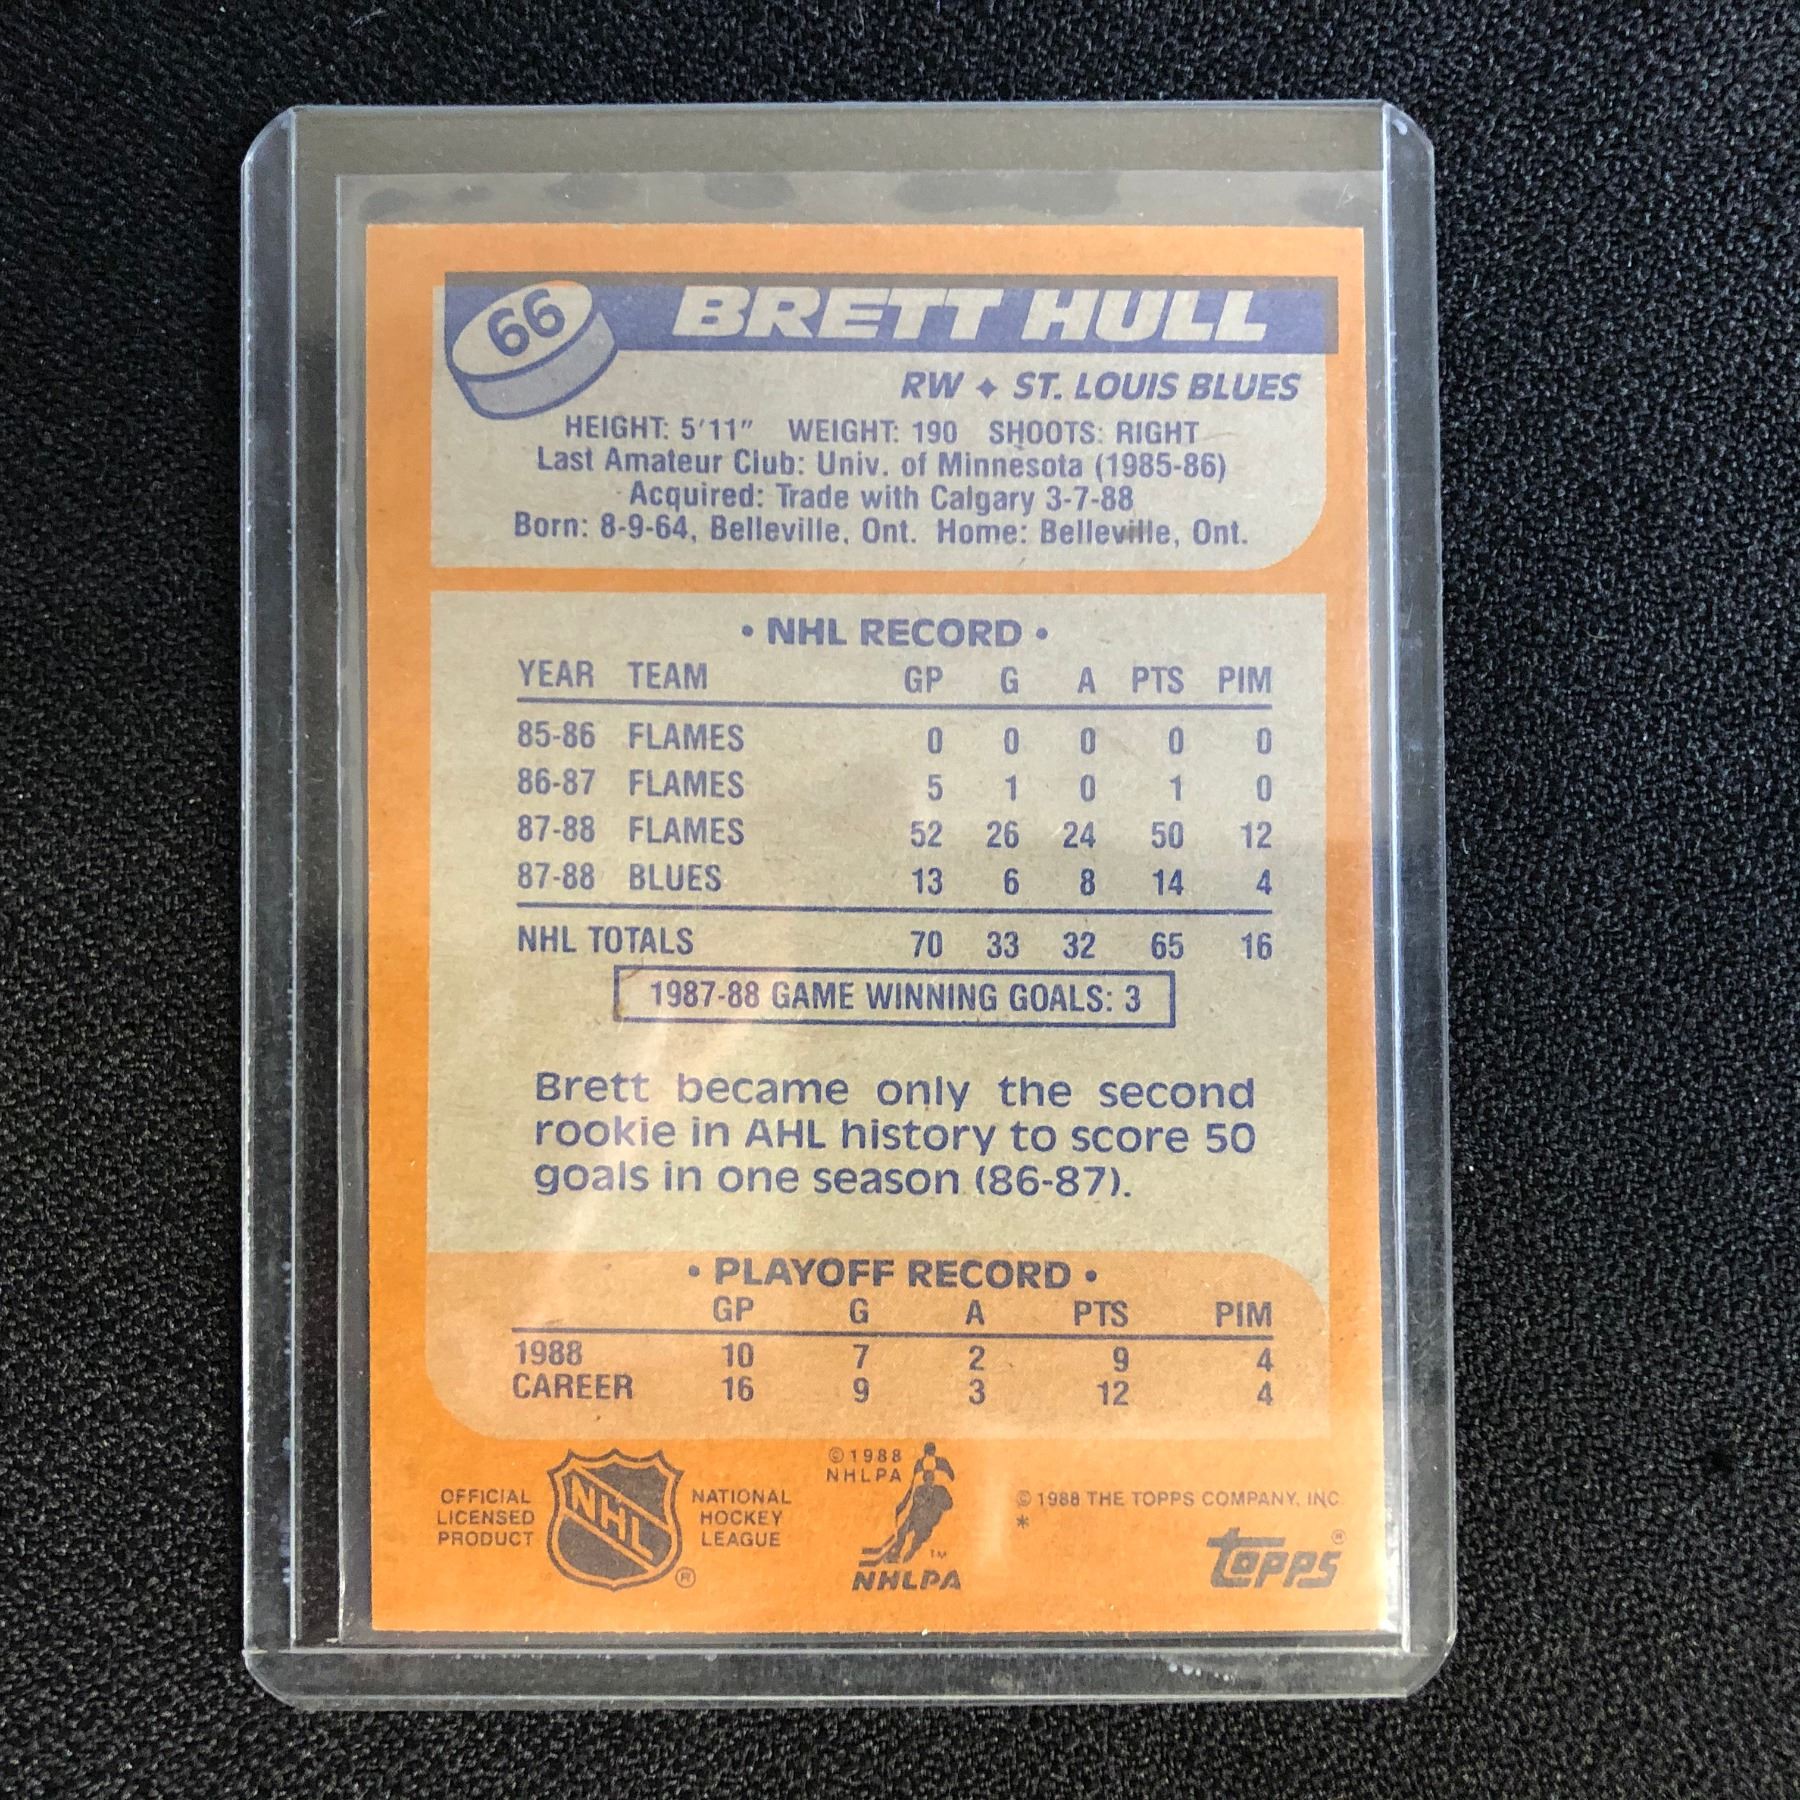 66 BRETT HULL
RW ✦ ST. LOUIS BLUES
HEIGHT: 5'11" WEIGHT: 190 SHOOTS: RIGHT
Last Amateur Club: Univ. of Minnesota (1985-86)
Acquired: Trade with Calgary 3-7-88
Born: 8-9-64, Belleville, Ont. Home: Belleville, Ont.
• NHL RECORD •
YEAR TEAM GP G A PTS PIM
85-86 FLAMES 0 0 0 0 0
86-87 FLAMES 5 1 0 1 0
87-88 FLAMES 52 26 24 50 12
87-88 BLUES 13 6 8 14 4
NHL TOTALS 70 33 32 65 16
1987-88 GAME WINNING GOALS: 3
Brett became only the second
rookie in AHL history to score 50
goals in one season (86-87).
• PLAYOFF RECORD •
GP G A PTS PIM
1988 10 7 2 9 4
CAREER 16 9 3 12 4
OFFICIAL
LICENSED
PRODUCT
NHL
®
NATIONAL
HOCKEY
LEAGUE
© 1988
NHLPA
TM
NHLPA
© 1988 THE TOPPS COMPANY, INC.
*
topps®